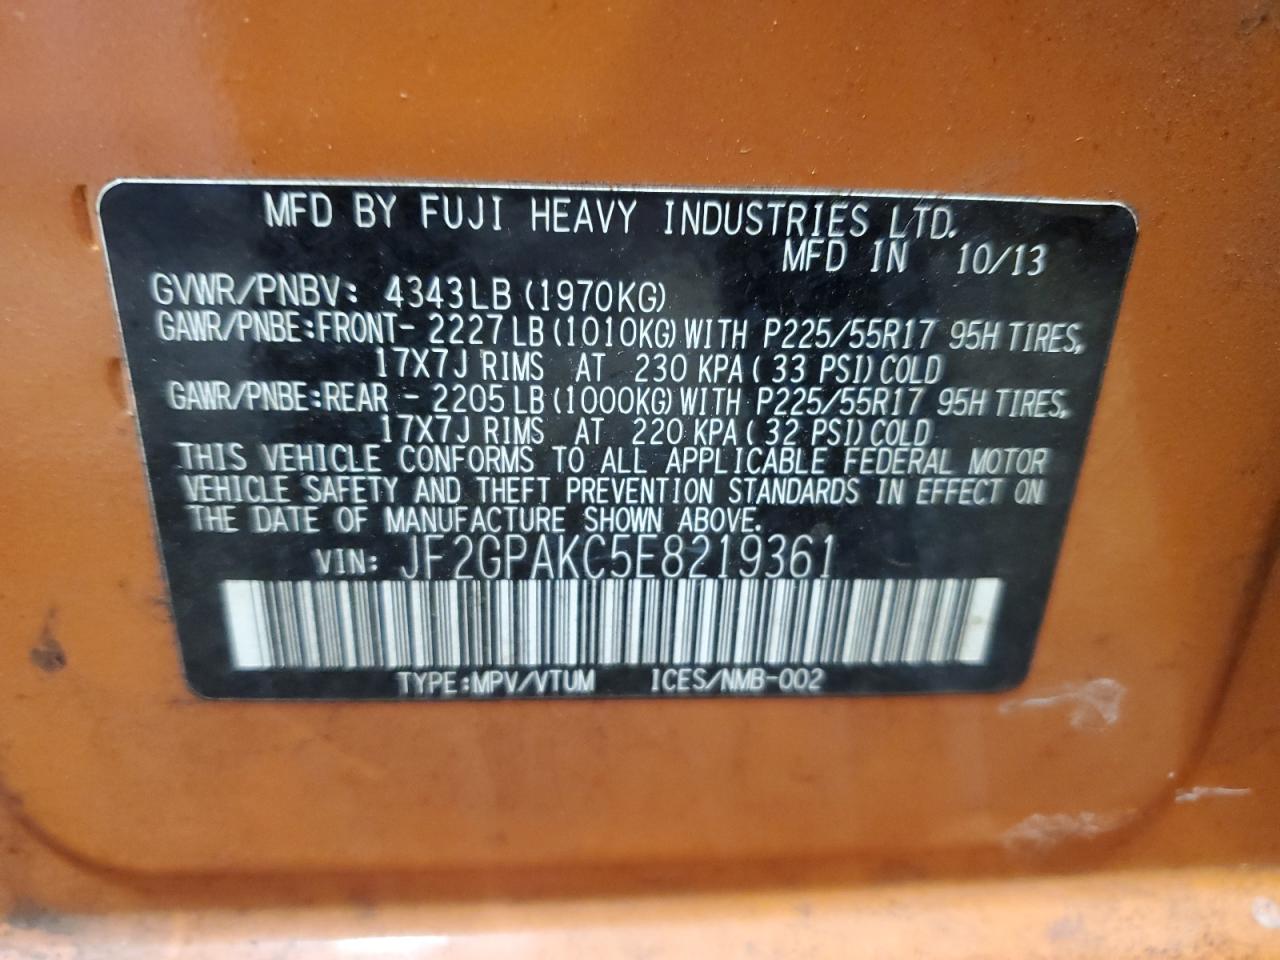 MFD BY FUJI HEAVY INDUSTRIES LTD.
MFD IN 10/13
GVWR/PNBV: 4343LB (1970KG)
GAWR/PNBE:FRONT- 2227LB (1010KG) WITH P225/55R17 95H TIRES,
17X7J RIMS AT 230 KPA (33 PSI) COLD
GAWR/PNBE:REAR - 2205LB (1000KG) WITH P225/55R17 95H TIRES,
17X7J RIMS AT 220 KPA (32 PSI) COLD
THIS VEHICLE CONFORMS TO ALL APPLICABLE FEDERAL MOTOR
VEHICLE SAFETY AND THEFT PREVENTION STANDARDS IN EFFECT ON
THE DATE OF MANUFACTURE SHOWN ABOVE.
VIN: JF2GPAKC5E8219361
TYPE:MPV/VTUM ICES/NMB-002